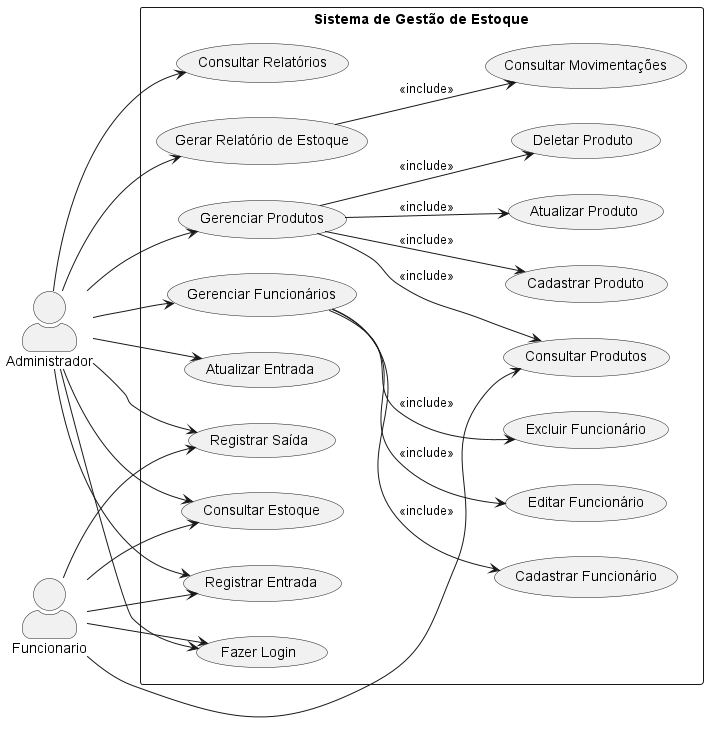 Sistema de Gestão de Estoque
Consultar Relatórios
Consultar Movimentações
«include»
Gerar Relatório de Estoque
Deletar Produto
«include»
Atualizar Produto
«include»
Gerenciar Produtos
«include»
Cadastrar Produto
«include»
Gerenciar Funcionários
Administrador
Consultar Produtos
Atualizar Entrada
«include»
Excluir Funcionário
Registrar Saída
«include»
Editar Funcionário
Consultar Estoque
«include»
Cadastrar Funcionário
Registrar Entrada
Funcionario
Fazer Login